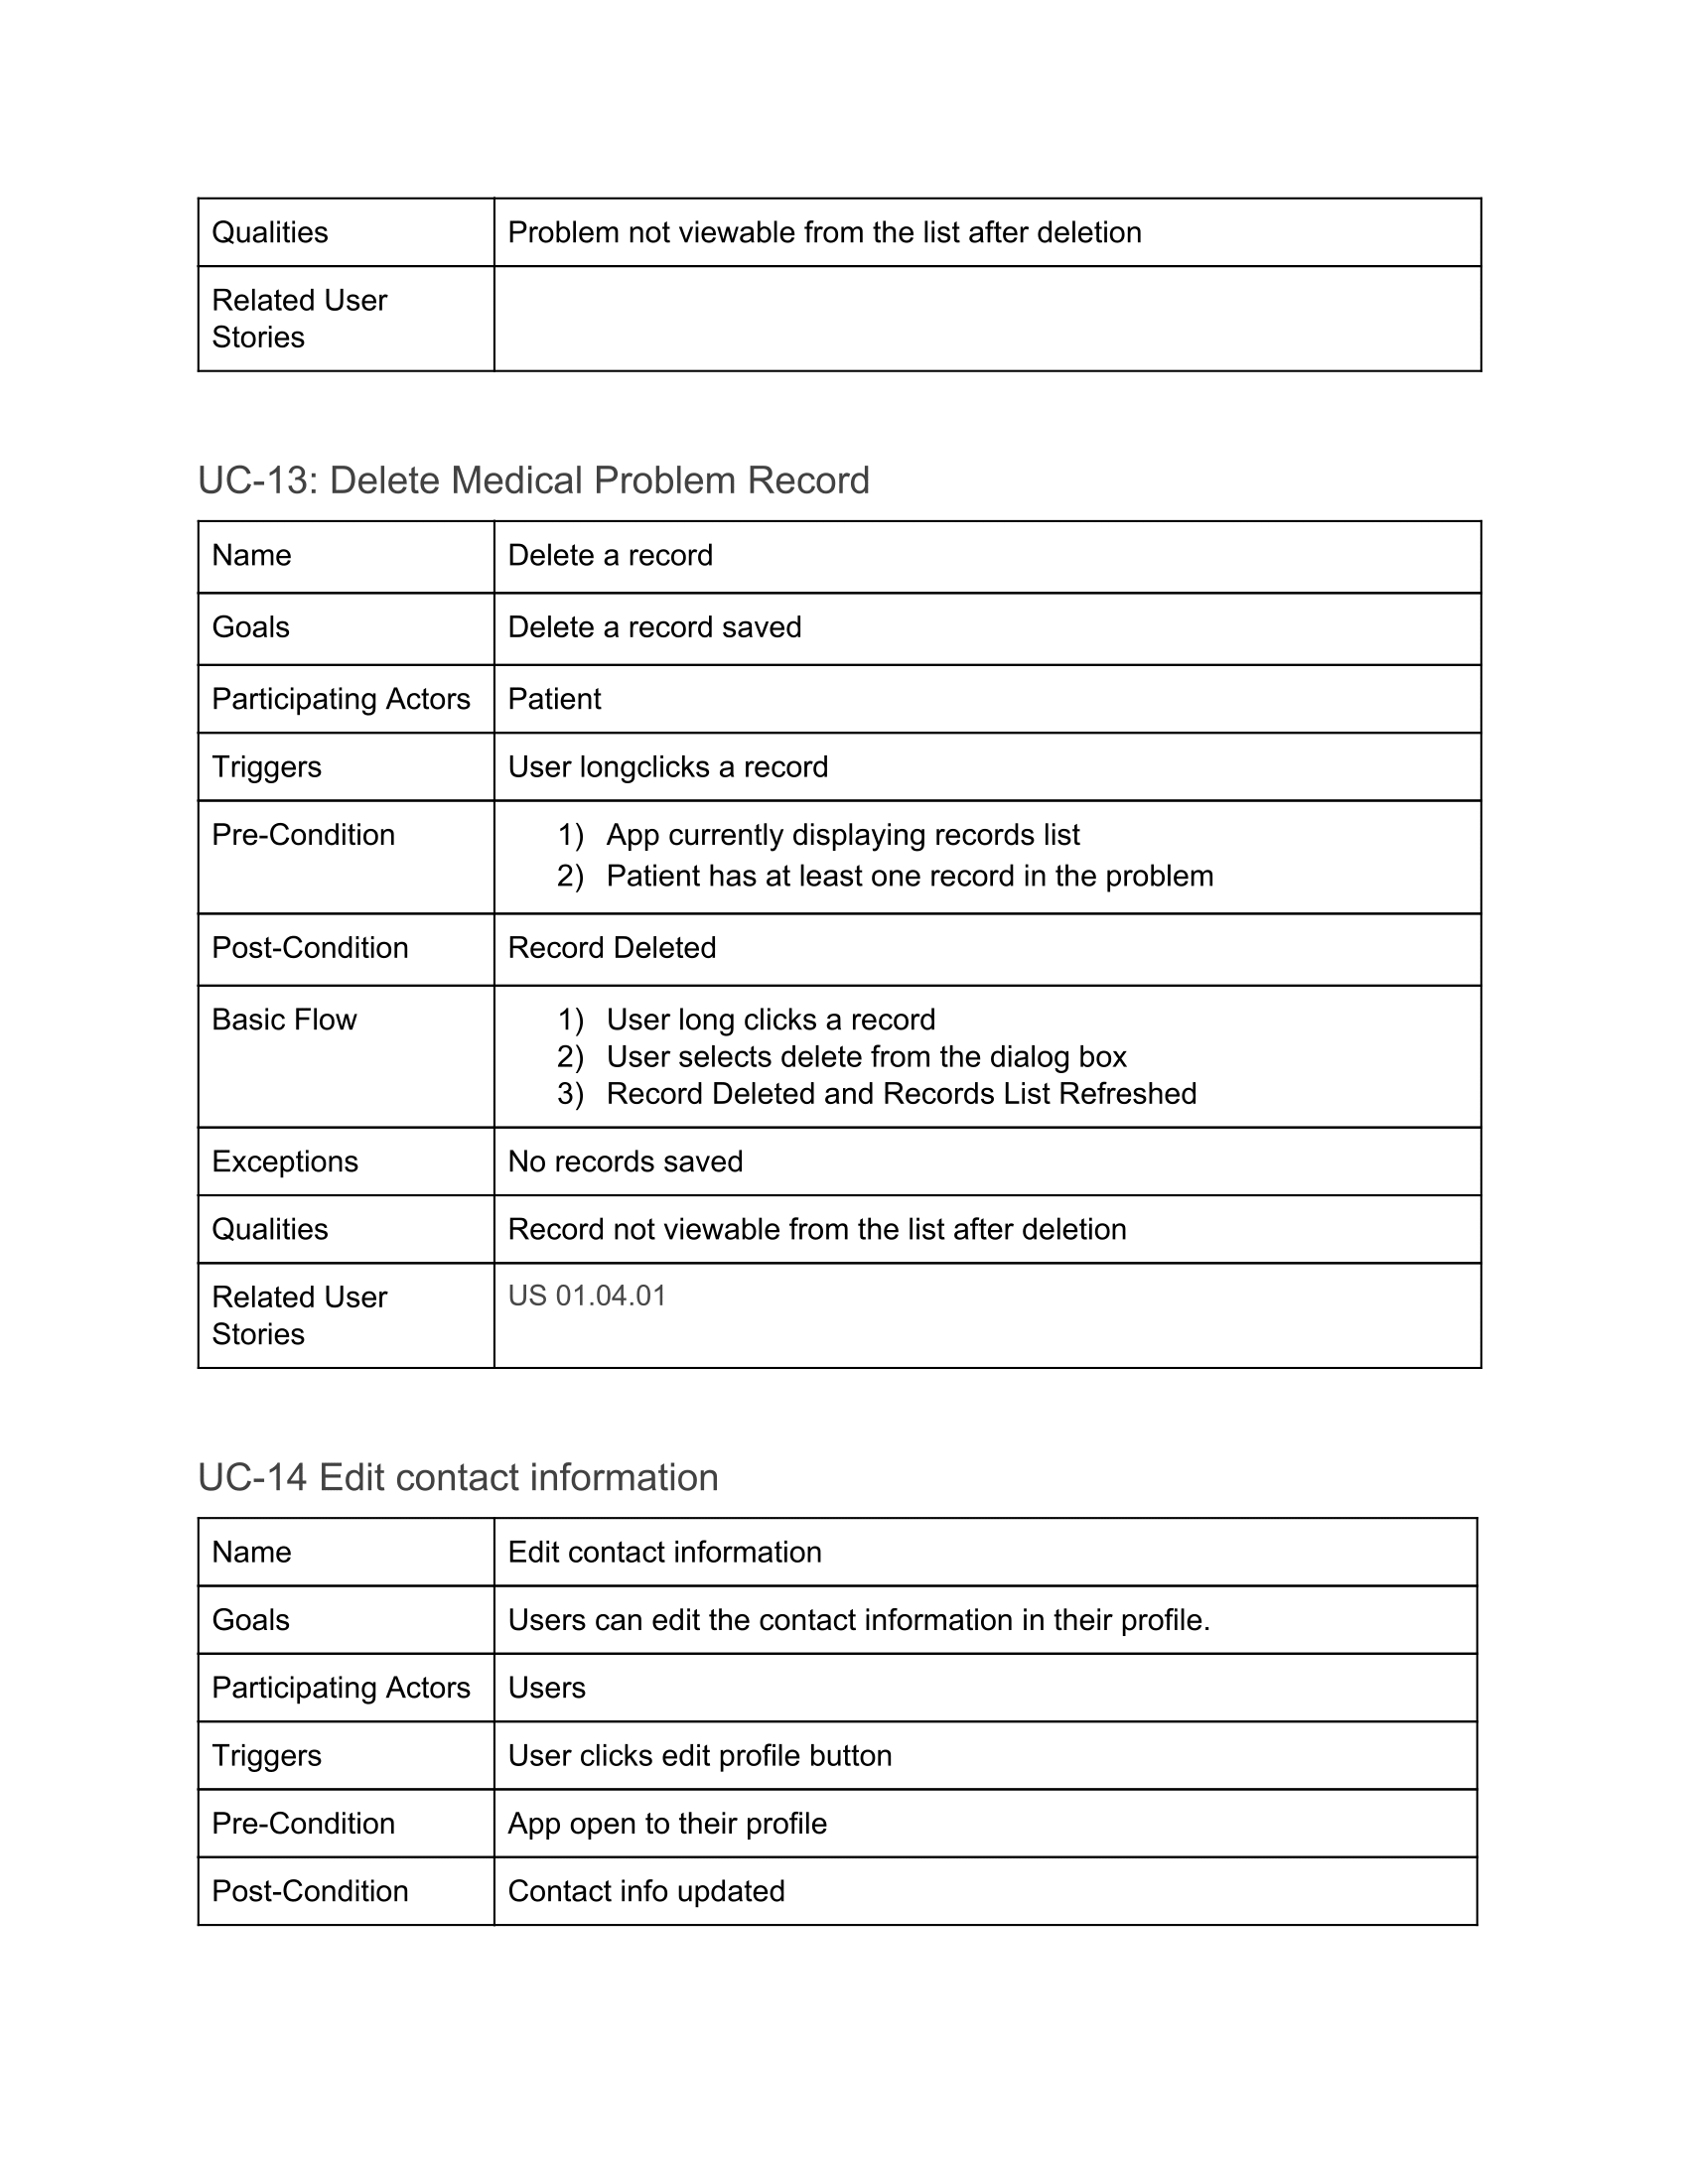 Qualities Problem not viewable from the list after deletion
Related User
Stories
UC-13: Delete Medical Problem Record
Name Delete a record
Goals Delete a record saved
Participating Actors Patient
Triggers User longclicks a record
Pre-Condition 1) App currently displaying records list
2) Patient has at least one record in the problem
Post-Condition Record Deleted
Basic Flow 1) User long clicks a record
2) User selects delete from the dialog box
3) Record Deleted and Records List Refreshed
Exceptions No records saved
Qualities Record not viewable from the list after deletion
Related User US 01.04.01
Stories
UC-14 Edit contact information
Name Edit contact information
Goals Users can edit the contact information in their profile.
Participating Actors Users
Triggers User clicks edit profile button
Pre-Condition App open to their profile
Post-Condition Contact info updated